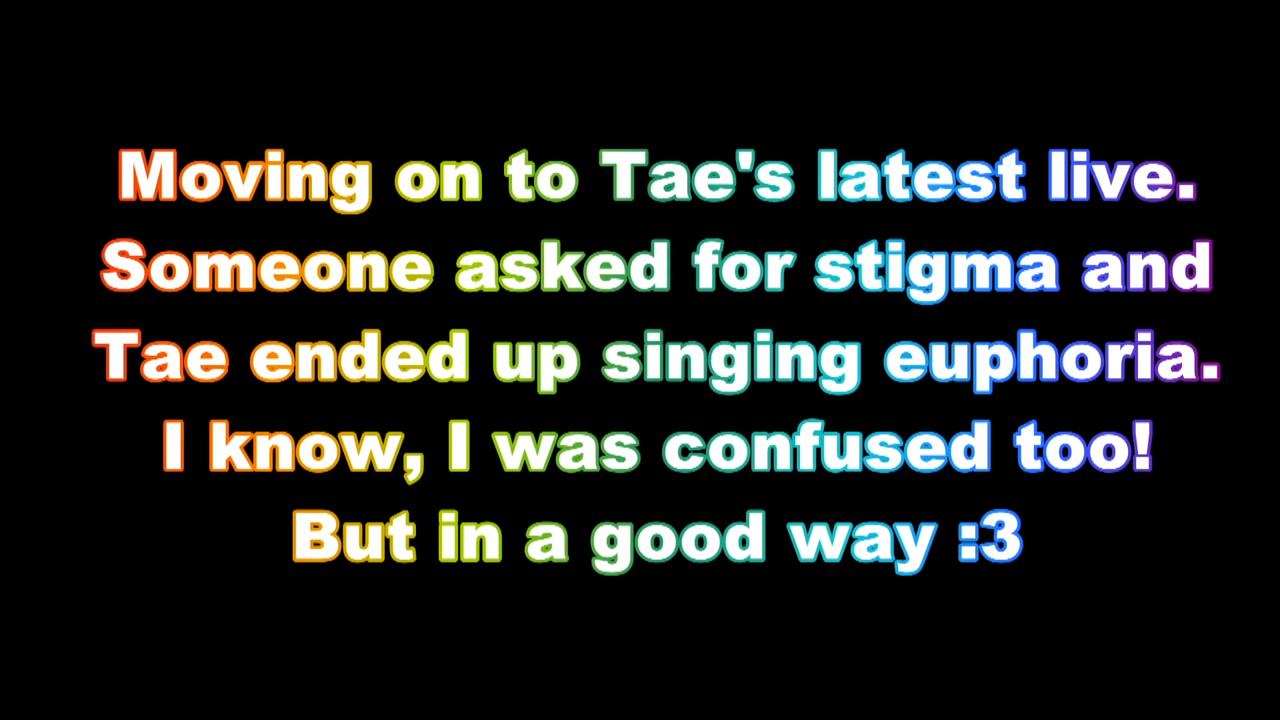 Moving on to Tae's latest live.
Someone asked for stigma and
Tae ended up singing euphoria.
I know, I was confused too!
But in a good way :3